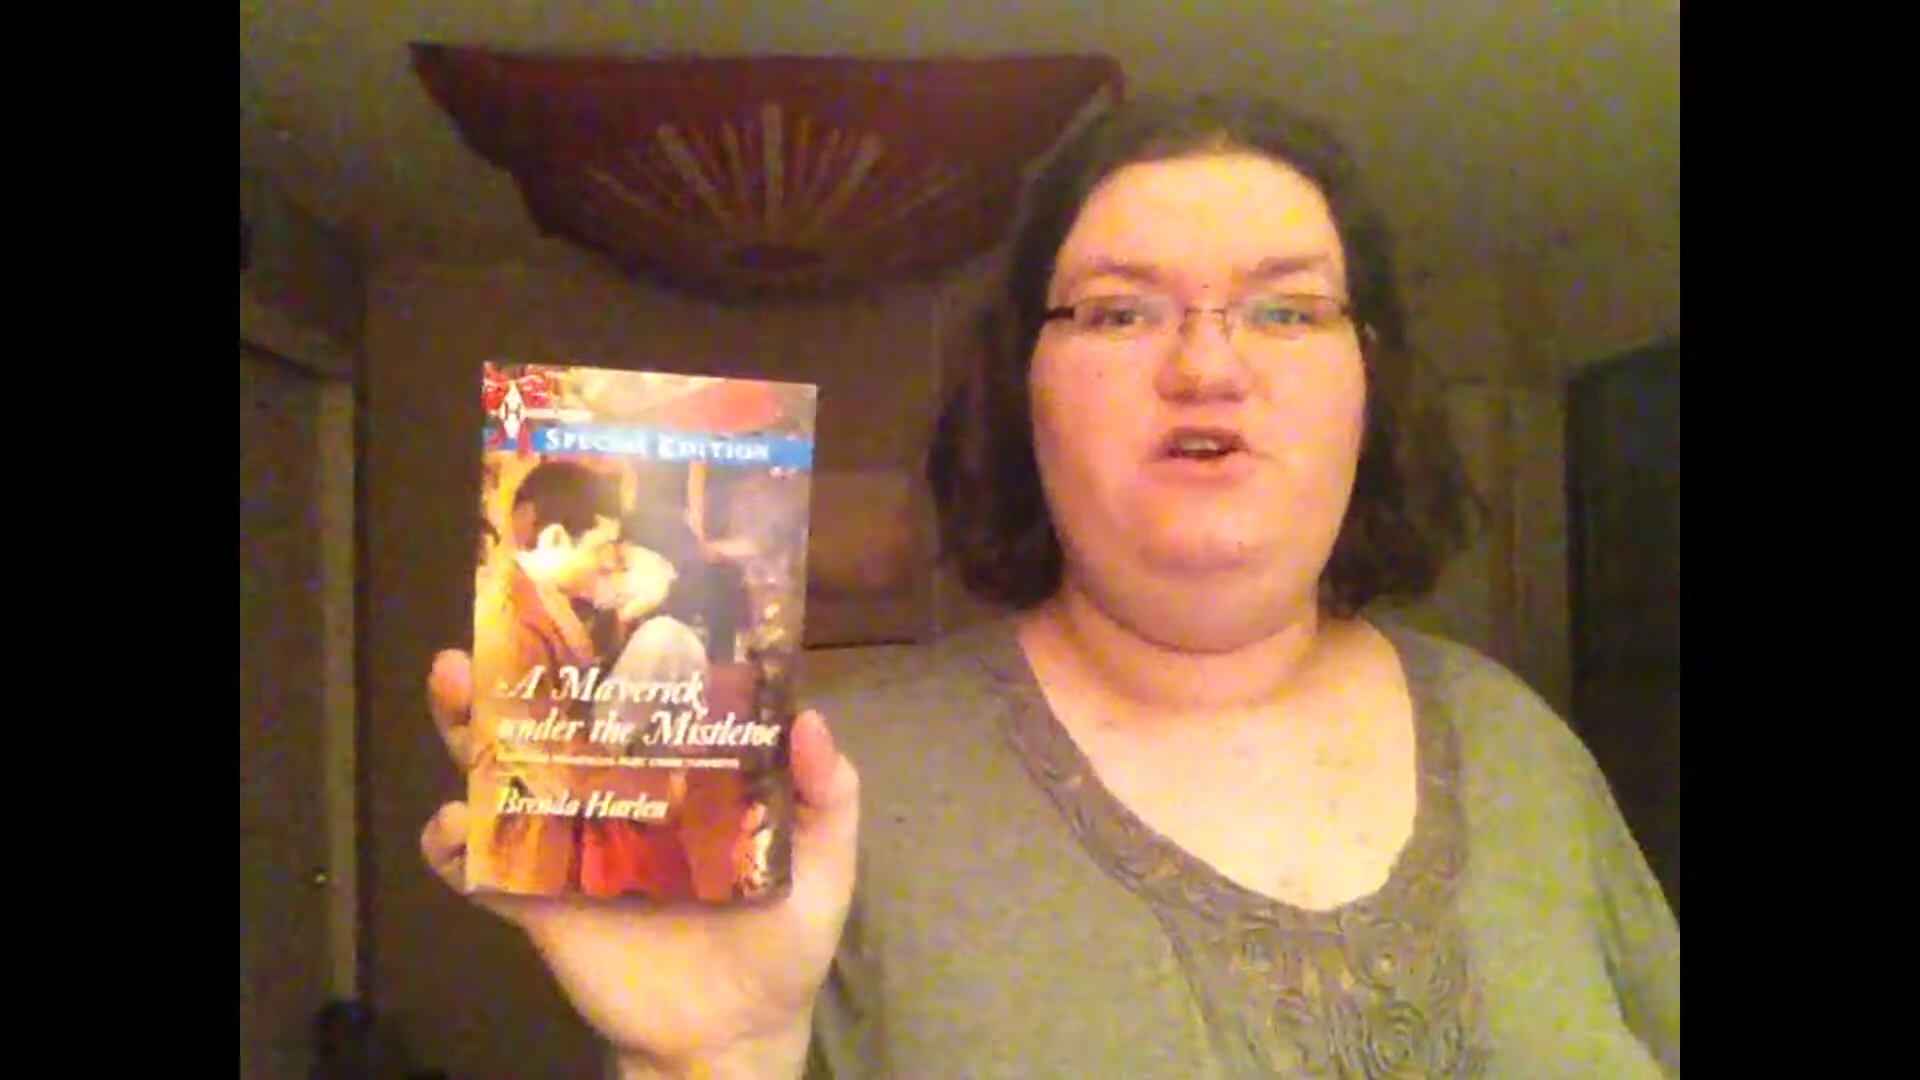 SPECIAL EDITION
A Maverick
under the Mistletoe
Brenda Harlen